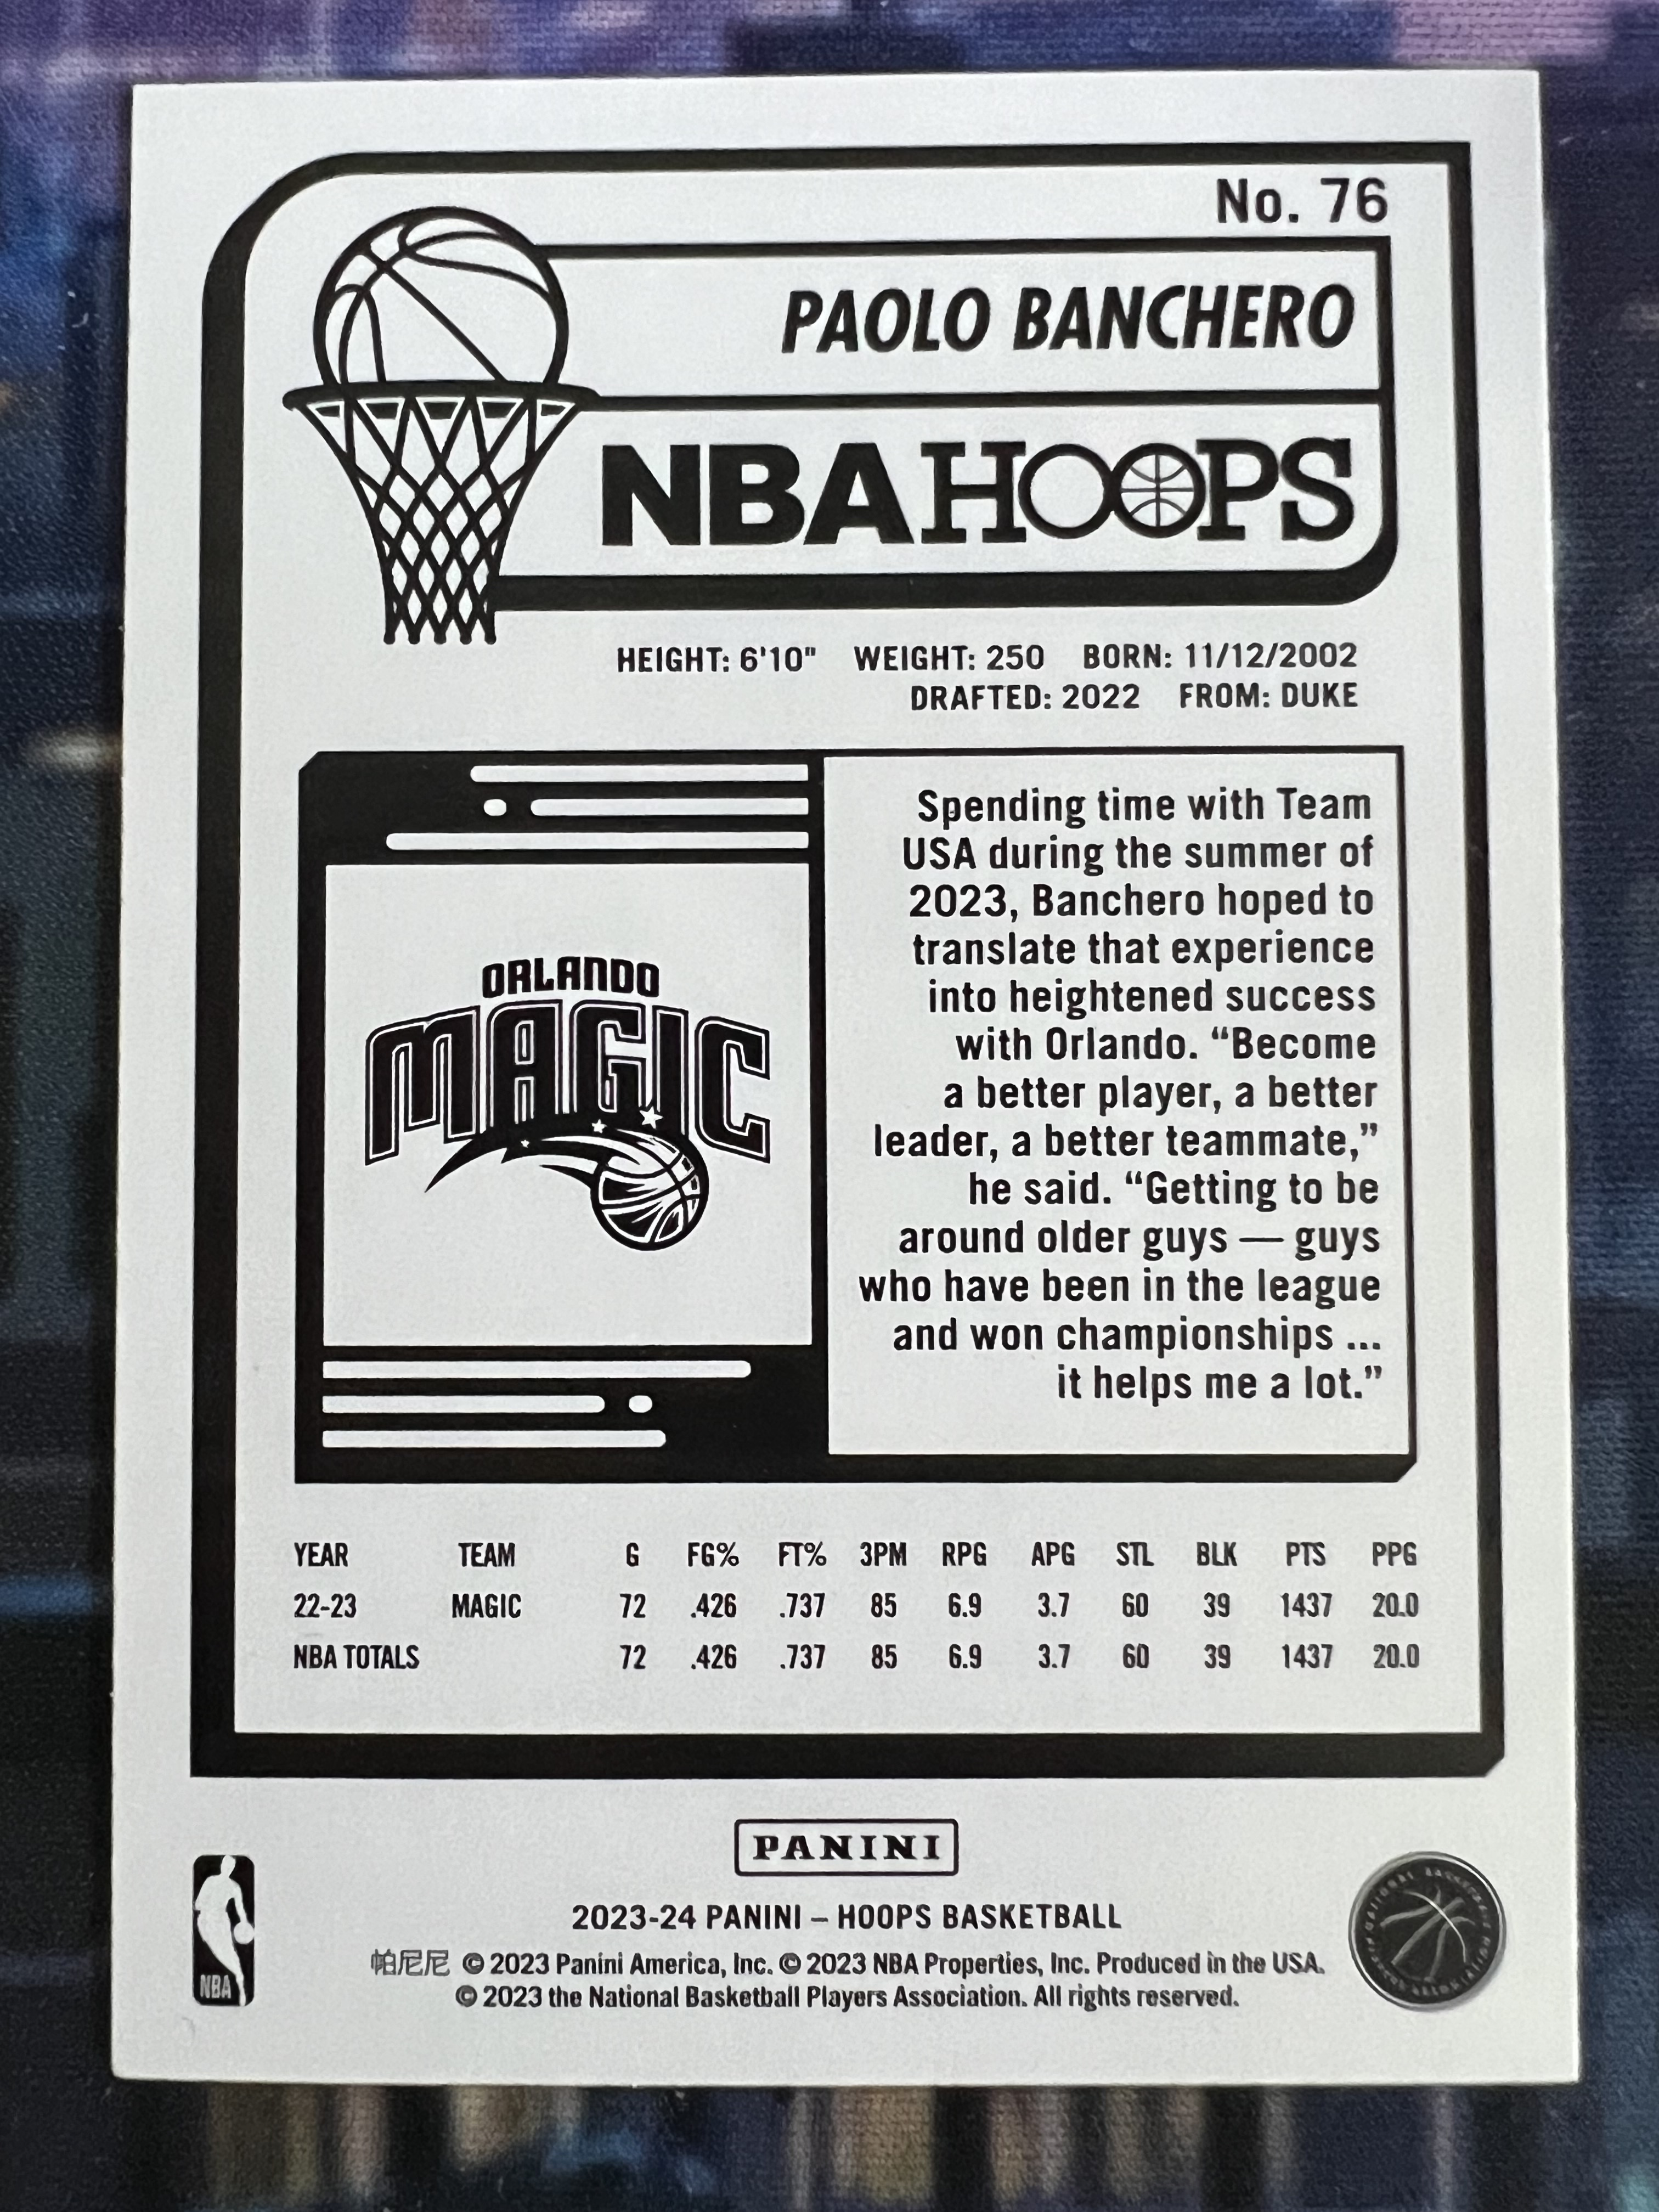 No. 76
PAOLO BANCHERO
NBA HOOPS
HEIGHT: 6'10" WEIGHT: 250 BORN: 11/12/2002
DRAFTED: 2022 FROM: DUKE
ORLANDO
MAGIC
Spending time with Team
USA during the summer of
2023, Banchero hoped to
translate that experience
into heightened success
with Orlando. “Become
a better player, a better
leader, a better teammate,”
he said. “Getting to be
around older guys — guys
who have been in the league
and won championships ...
it helps me a lot.”
YEAR TEAM G FG% FT% 3PM RPG APG STL BLK PTS PPG
22-23 MAGIC 72 .426 .737 85 6.9 3.7 60 39 1437 20.0
NBA TOTALS 72 .426 .737 85 6.9 3.7 60 39 1437 20.0
PANINI
2023-24 PANINI – HOOPS BASKETBALL
帕尼尼 © 2023 Panini America, Inc. © 2023 NBA Properties, Inc. Produced in the USA.
© 2023 the National Basketball Players Association. All rights reserved.
NBA